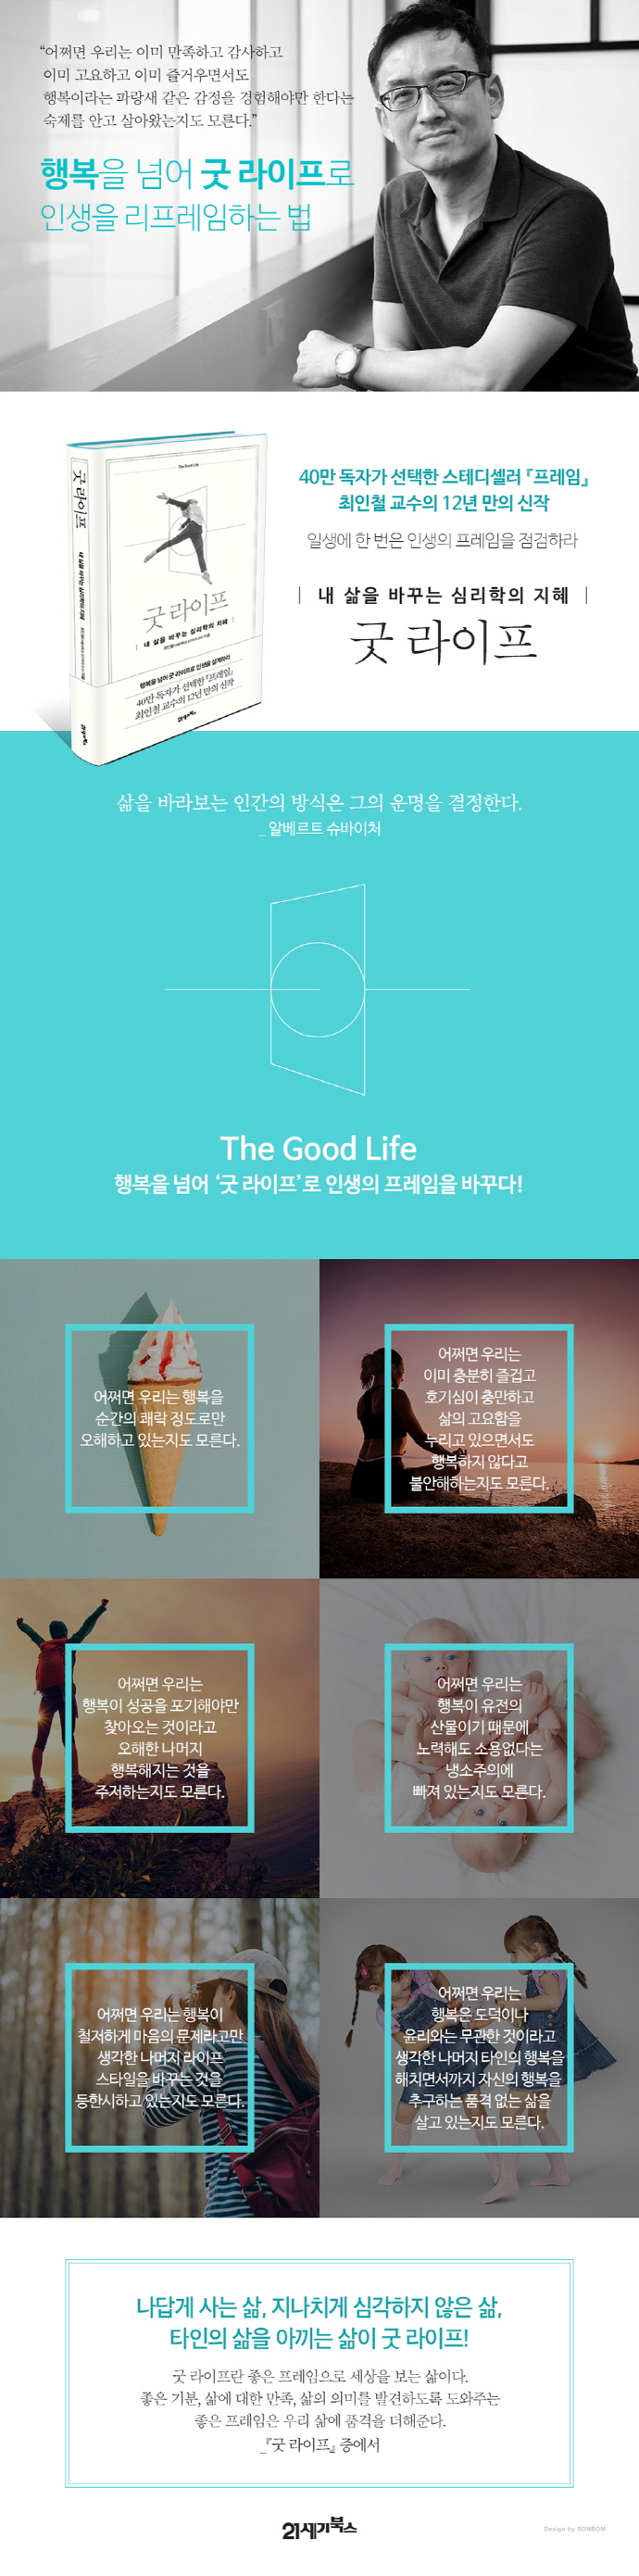 “어쩌면 우리는 이미 만족하고 감사하고
이미 고요하고 이미 즐거우면서도
행복이라는 파랑새 같은 감정을 경험해야만 한다는
숙제를 안고 살아왔는지도 모른다.”
행복을 넘어 굿 라이프로
인생을 리프레임하는 법
The Good Life
굿 라이프
내 삶을 바꾸는 심리학의 지혜
굿 라이프
| 내 삶을 바꾸는 심리학의 지혜 |
행복을 넘어 굿 라이프로 인생을 설계하라
40만 독자가 선택한 『프레임』
최인철 교수의 12년 만의 신작
21세기북스
40만 독자가 선택한 스테디셀러 『프레임』
최인철 교수의 12년 만의 신작
일생에 한 번은 인생의 프레임을 점검하라
| 내 삶을 바꾸는 심리학의 지혜 |
굿 라이프
삶을 바라보는 인간의 방식은 그의 운명을 결정한다.
_ 알베르트 슈바이처
The Good Life
행복을 넘어 ‘굿 라이프’로 인생의 프레임을 바꾸다!
어쩌면 우리는 행복을
순간의 쾌락 정도로만
오해하고 있는지도 모른다.
어쩌면 우리는
이미 충분히 즐겁고
호기심이 충만하고
삶의 고요함을
누리고 있으면서도
행복하지 않다고
불안해하는지도 모른다.
어쩌면 우리는
행복이 성공을 포기해야만
찾아오는 것이라고
오해한 나머지
행복해지는 것을
주저하는지도 모른다.
어쩌면 우리는
행복이 유전의
산물이기 때문에
노력해도 소용없다는
냉소주의에
빠져 있는지도 모른다.
어쩌면 우리는 행복이
철저하게 마음의 문제라고만
생각한 나머지 라이프
스타일을 바꾸는 것을
등한시하고 있는지도 모른다.
어쩌면 우리는
행복은 도덕이나
윤리와는 무관한 것이라고
생각한 나머지 타인의 행복을
해치면서까지 자신의 행복을
추구하는 품격 없는 삶을
살고 있는지도 모른다.
나답게 사는 삶, 지나치게 심각하지 않은 삶,
타인의 삶을 아끼는 삶이 굿 라이프!
굿 라이프란 좋은 프레임으로 세상을 보는 삶이다.
좋은 기분, 삶에 대한 만족, 삶의 의미를 발견하도록 도와주는
좋은 프레임은 우리 삶에 품격을 더해준다.
_『굿 라이프』 중에서
21세기북스
Design by BONBOM